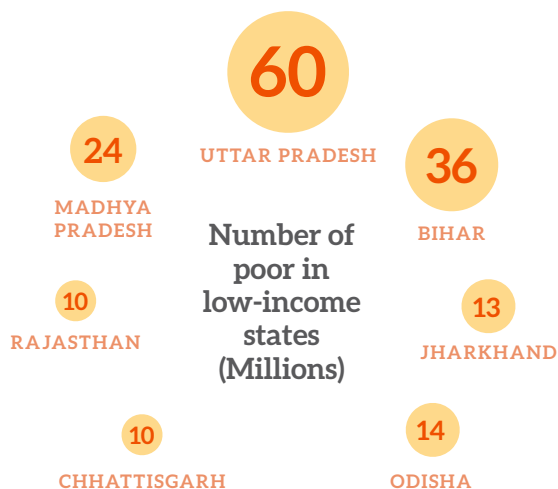 60
UTTAR PRADESH
24
MADHYA
PRADESH
36
BIHAR
Number of
poor in
low-income
states
(Millions)
10
RAJASTHAN
13
JHARKHAND
10
CHHATTISGARH
14
ODISHA